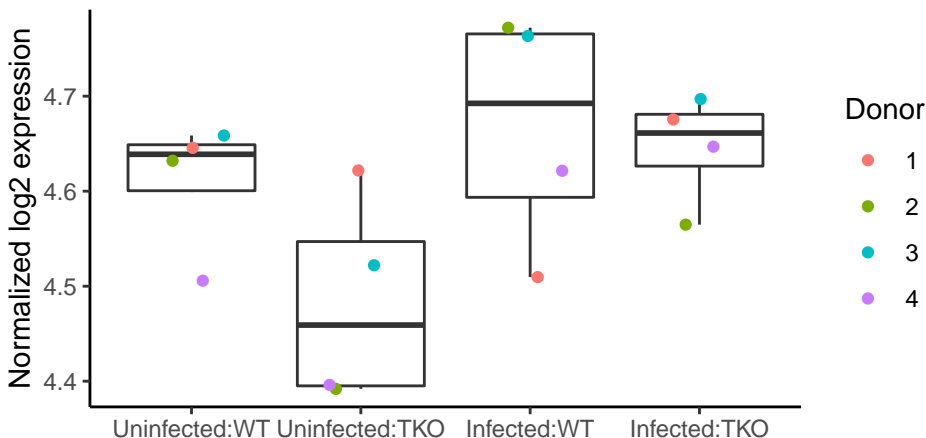 Normalized log2 expression
4.7
4.6
4.5
4.4
Uninfected:WT Uninfected:TKO Infected:WT Infected:TKO
Donor
1
2
3
4